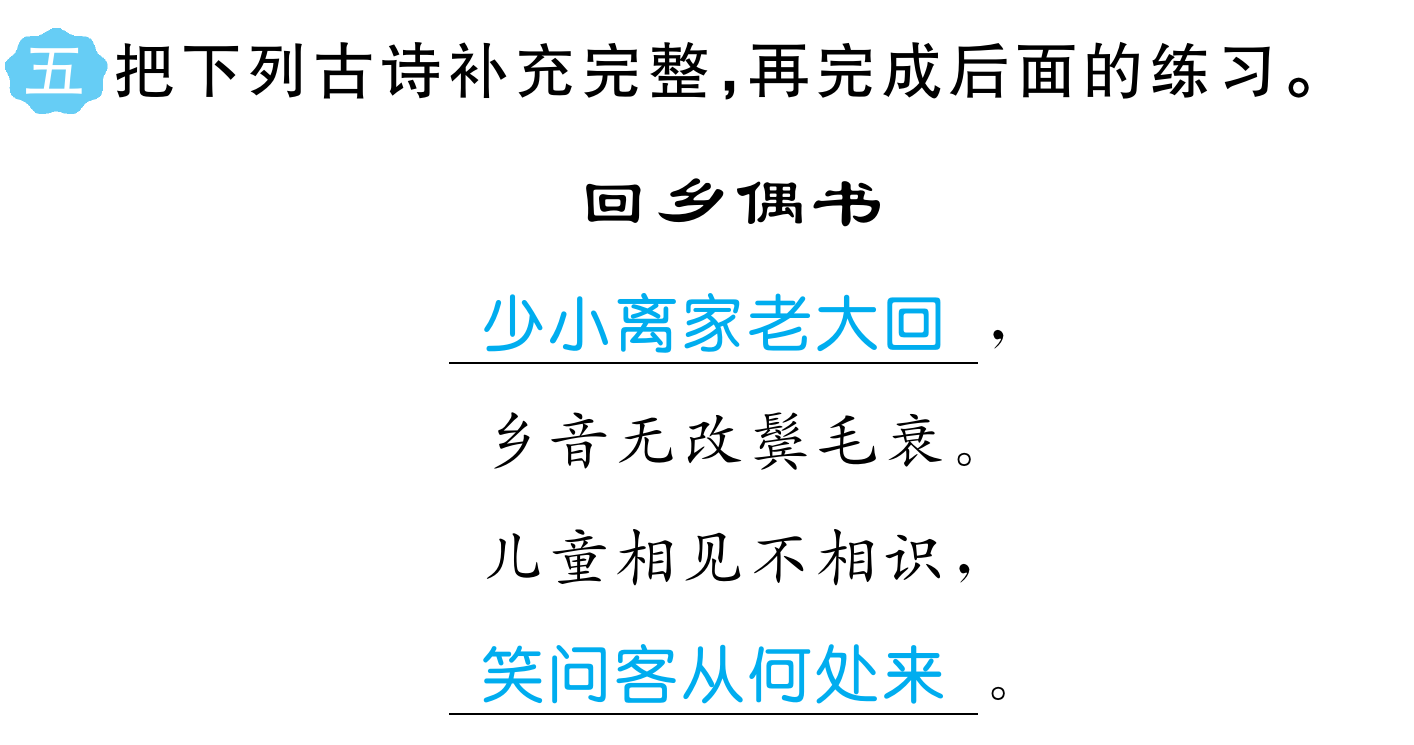 五 把下列古诗补充完整,再完成后面的练习。
回乡偶书
少小离家老大回,
乡音无改鬓毛衰。
儿童相见不相识,
笑问客从何处来。